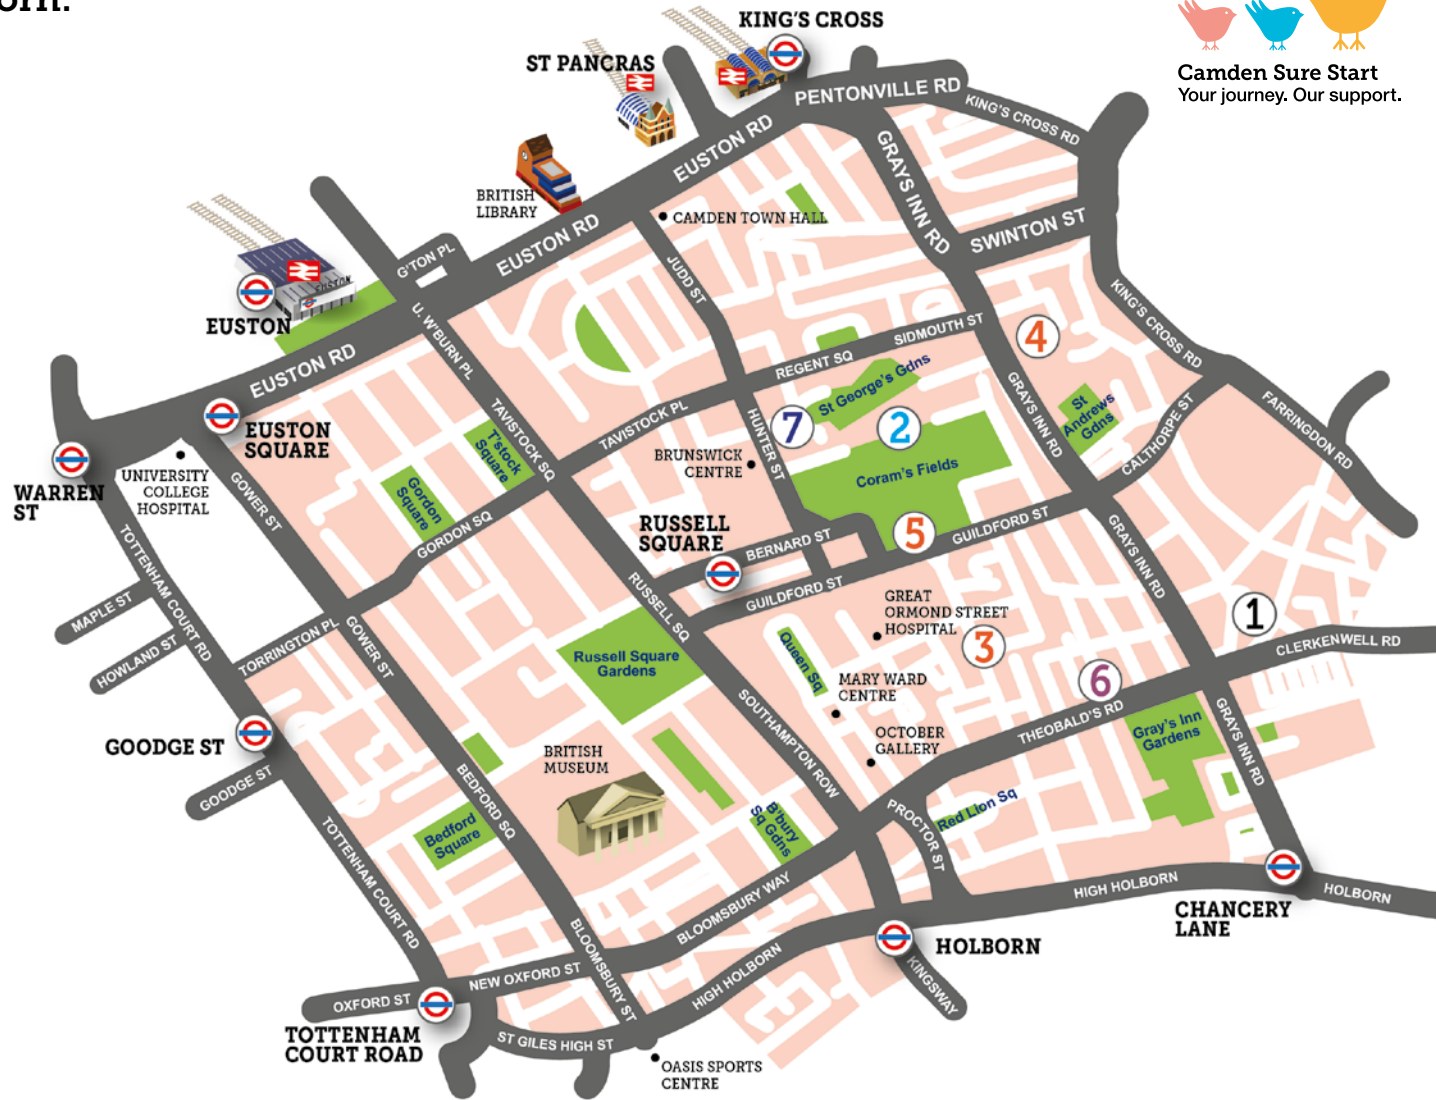 KING'S CROSS
ST PANCRAS
Camden Sure Start
Your journey. Our support.
PENTONVILLE RD
KING'S CROSS RD
EUSTON RD
GRAYS INN RD
BRITISH
LIBRARY
CAMDEN TOWN HALL
SWINTON ST
EUSTON RD
G'TON PL
JUDD ST
EUSTON
EUSTON
U. W'BURN PL
KING'S CROSS RD
SIDMOUTH ST
4
EUSTON RD
REGENT SQ
St George's Gdns
GRAYS INN RD
St
Andrews
Gdns
FARRINGDON RD
CALTHORPE ST
TAVISTOCK SQ
TAVISTOCK PL
HUNTER ST
7
2
EUSTON
SQUARE
T'stock
Square
BRUNSWICK
CENTRE
Coram's Fields
WARREN
ST
UNIVERSITY
COLLEGE
HOSPITAL
GOWER ST
Gordon
Square
GORDON SQ
RUSSELL
SQUARE
BERNARD ST
5
GUILDFORD ST
GRAYS INN RD
TOTTENHAM COURT RD
MAPLE ST
HOWLAND ST
TORRINGTON PL
GOWER ST
RUSSELL SQ
GUILDFORD ST
GREAT
ORMOND STREET
HOSPITAL
3
1
CLERKENWELL RD
Russell Square
Gardens
Queen Sq
MARY WARD
CENTRE
6
THEOBALD'S RD
Gray's Inn
Gardens
GRAYS INN RD
GOODGE ST
GOODGE ST
SOUTHAMPTON ROW
OCTOBER
GALLERY
BRITISH
MUSEUM
BEDFORD SQ
Bedford
Square
B'bury
Sq Gdns
PROCTOR ST
Red Lion Sq
TOTTENHAM COURT RD
BLOOMSBURY WAY
HIGH HOLBORN
CHANCERY
LANE
HOLBORN
BLOOMSBURY ST
HOLBORN
KINGSWAY
NEW OXFORD ST
HIGH HOLBORN
OXFORD ST
TOTTENHAM
COURT ROAD
ST GILES HIGH ST
OASIS SPORTS
CENTRE